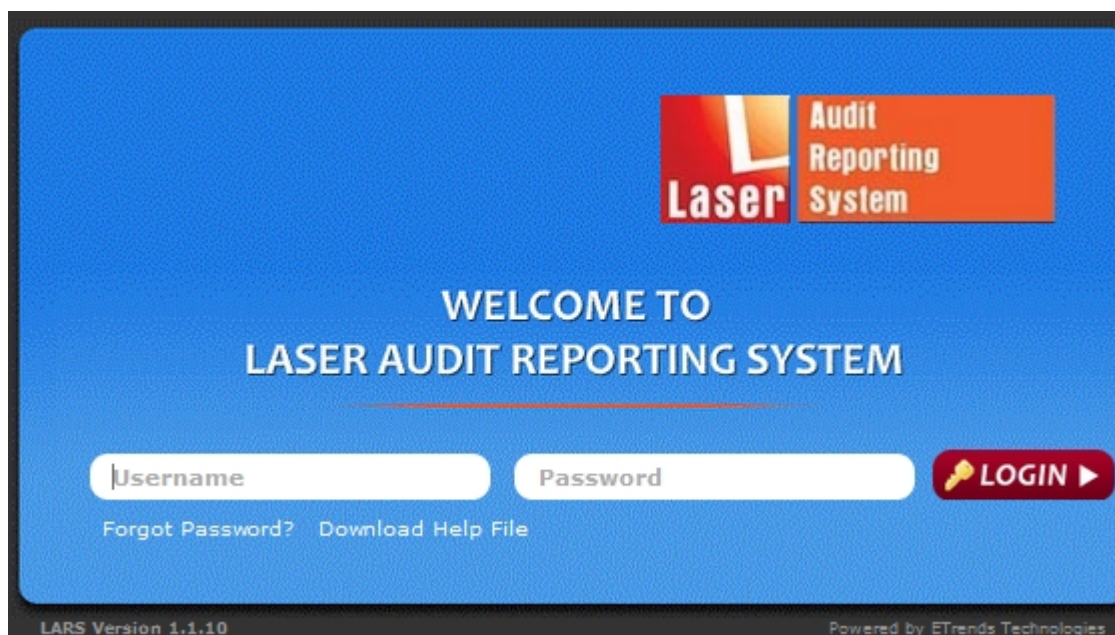 Laser
Audit
Reporting
System
WELCOME TO
LASER AUDIT REPORTING SYSTEM
Username Password LOGIN
Forgot Password? Download Help File
LARS Version 1.1.10 Powered by ETrends Technologies